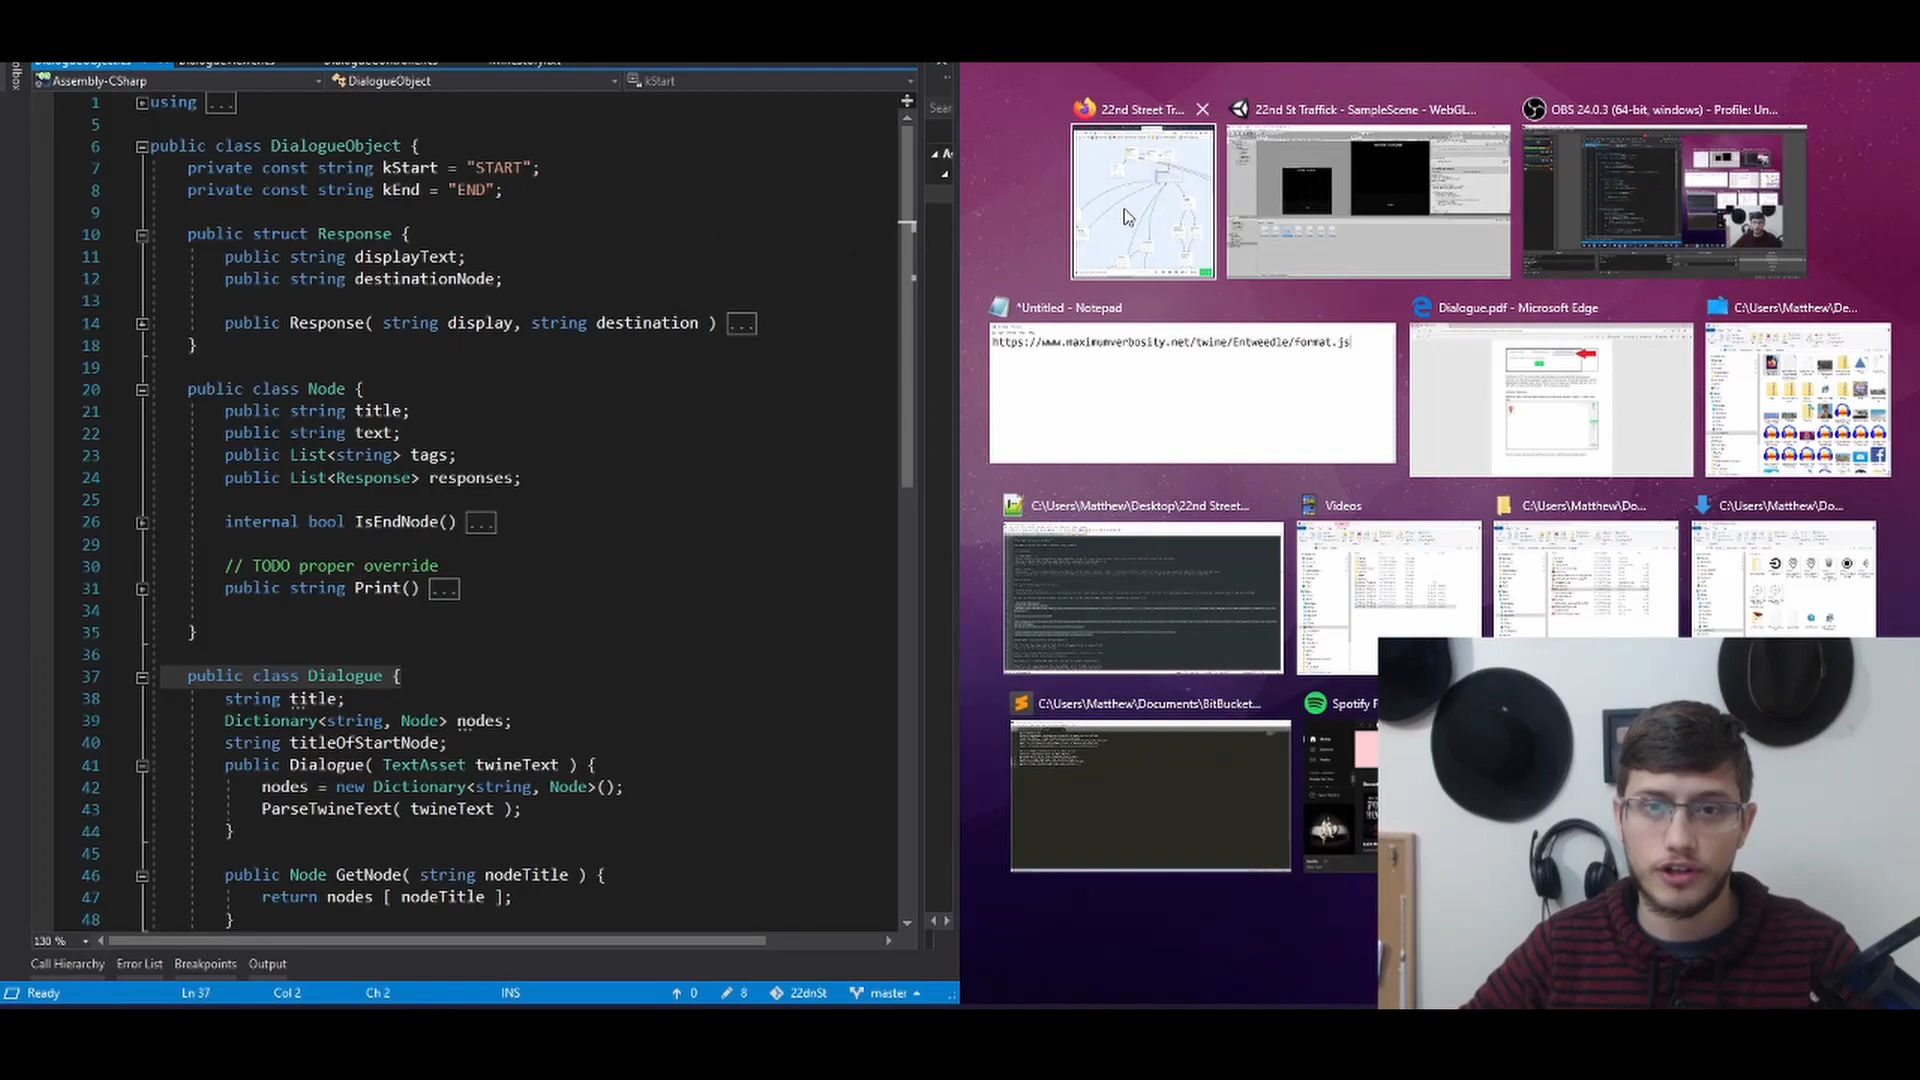 Assembly-CSharp
DialogueObject
kStart
1 using ...
5
6 public class DialogueObject {
7 private const string kStart = "START";
8 private const string kEnd = "END";
9
10 public struct Response {
11 public string displayText;
12 public string destinationNode;
13
14 public Response( string display, string destination ) ...
18 }
19
20 public class Node {
21 public string title;
22 public string text;
23 public List<string> tags;
24 public List<Response> responses;
25
26 internal bool IsEndNode() ...
29
30 // TODO proper override
31 public string Print() ...
34
35 }
36
37 public class Dialogue {
38 string title;
39 Dictionary<string, Node> nodes;
40 string titleOfStartNode;
41 public Dialogue( TextAsset twineText ) {
42 nodes = new Dictionary<string, Node>();
43 ParseTwineText( twineText );
44 }
45
46 public Node GetNode( string nodeTitle ) {
47 return nodes [ nodeTitle ];
48 }
130 %
Call Hierarchy Error List Breakpoints Output
Ready Ln 37 Col 2 Ch 2 INS 0 8 22dnSt master
Sear
22nd Street Tr...
22nd St Traffick - SampleScene - WebGL...
OBS 24.0.3 (64-bit, windows) - Profile: Un...
*Untitled - Notepad
https://www.maximumverbosity.net/twine/Entweedle/format.js
Dialogue.pdf - Microsoft Edge
C:\Users\Matthew\De...
C:\Users\Matthew\Desktop\22nd Street...
Videos
C:\Users\Matthew\Do...
C:\Users\Matthew\Do...
C:\Users\Matthew\Documents\BitBucket...
Spotify F